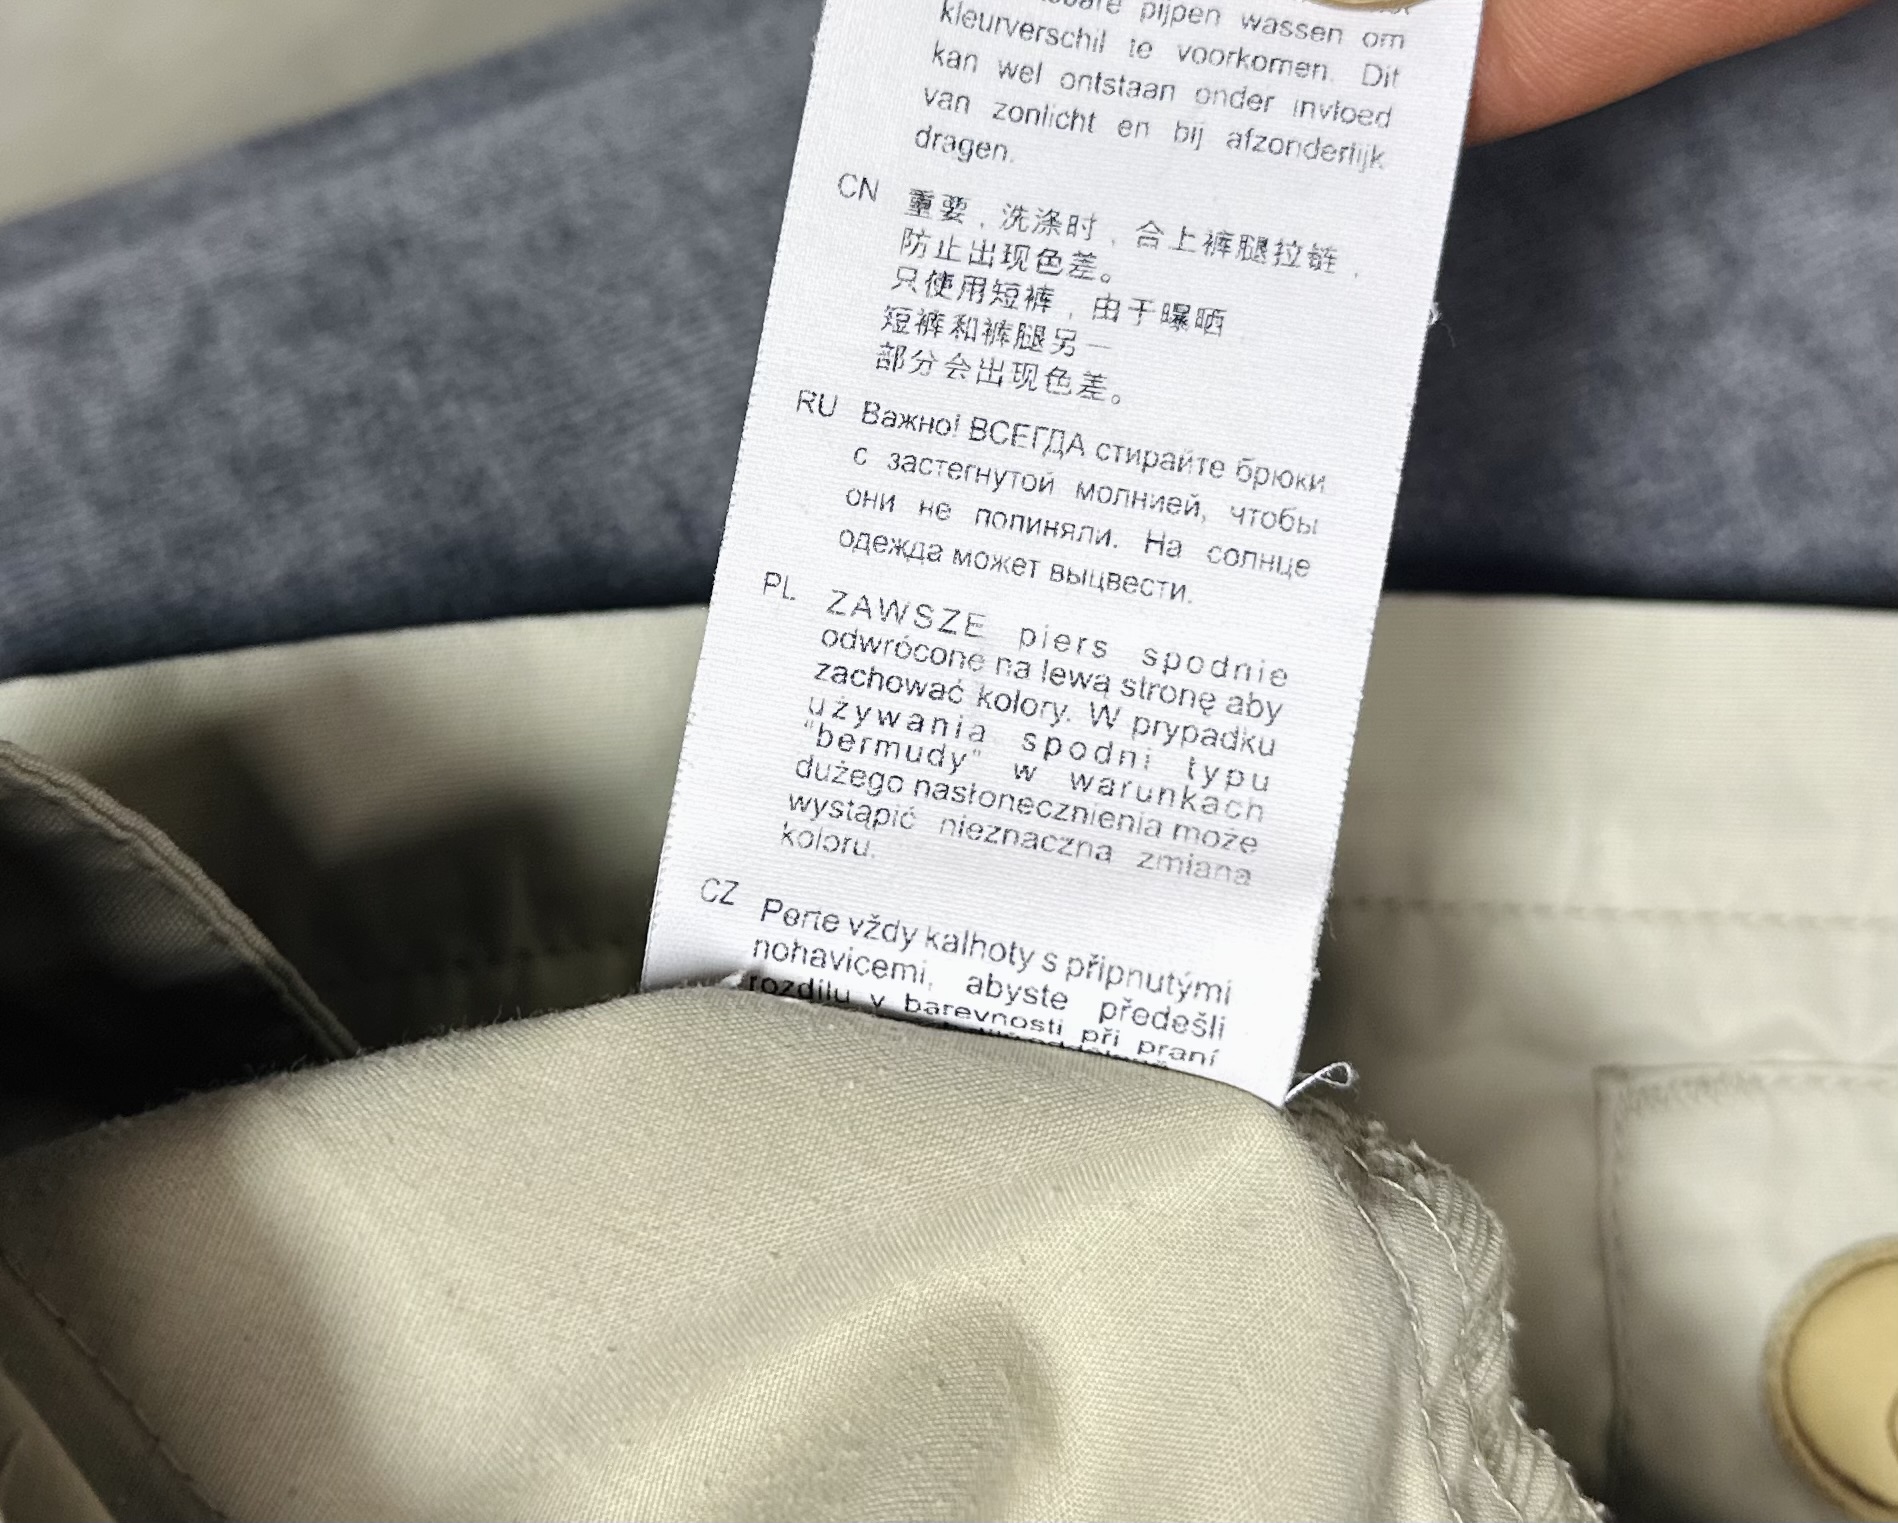 pijpen wassen om
kleurverschil te voorkomen. Dit
kan wel ontstaan onder invloed
van zonlicht en bij afzonderlijk
dragen.
CN 重要，洗涤时，合上裤腿拉链，
防止出现色差。
只使用短裤，由于曝晒
短裤和裤腿另一
部分会出现色差。
RU Важно! ВСЕГДА стирайте брюки
с застегнутой молнией, чтобы
они не полиняли. На солнце
одежда может выцвести.
PL ZAWSZE piers spodnie
odwrócone na lewą stronę aby
zachować kolory. W prypadku
używania spodni typu
"bermudy" w warunkach
dużego nasłonecznienia może
wystąpić nieznaczna zmiana
koloru.
CZ Perte vždy kalhoty s připnutými
nohavicemi, abyste předešli
rozdílu v barevnosti při praní